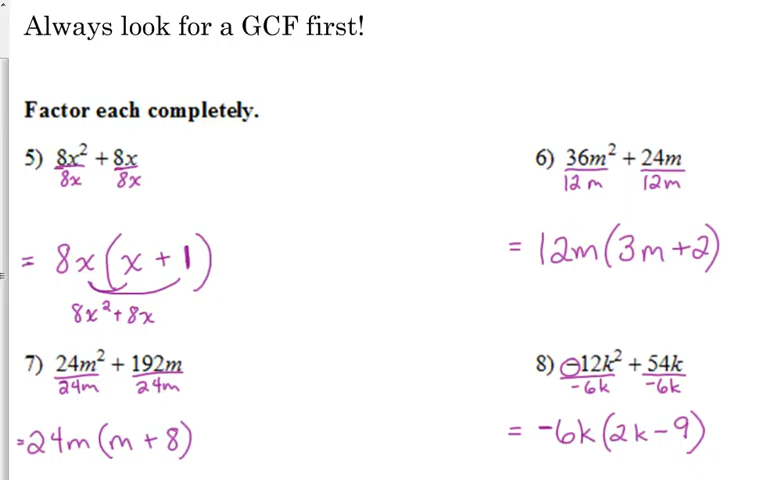 Always look for a GCF first!
Factor each completely.
5) 8x² + 8x
8x 8x
= 8x(x + 1)
8x² + 8x
6) 36m² + 24m
12m 12m
= 12m(3m + 2)
7) 24m² + 192m
24m 24m
= 24m(m + 8)
8) -12k² + 54k
-6k -6k
= -6k(2k - 9)